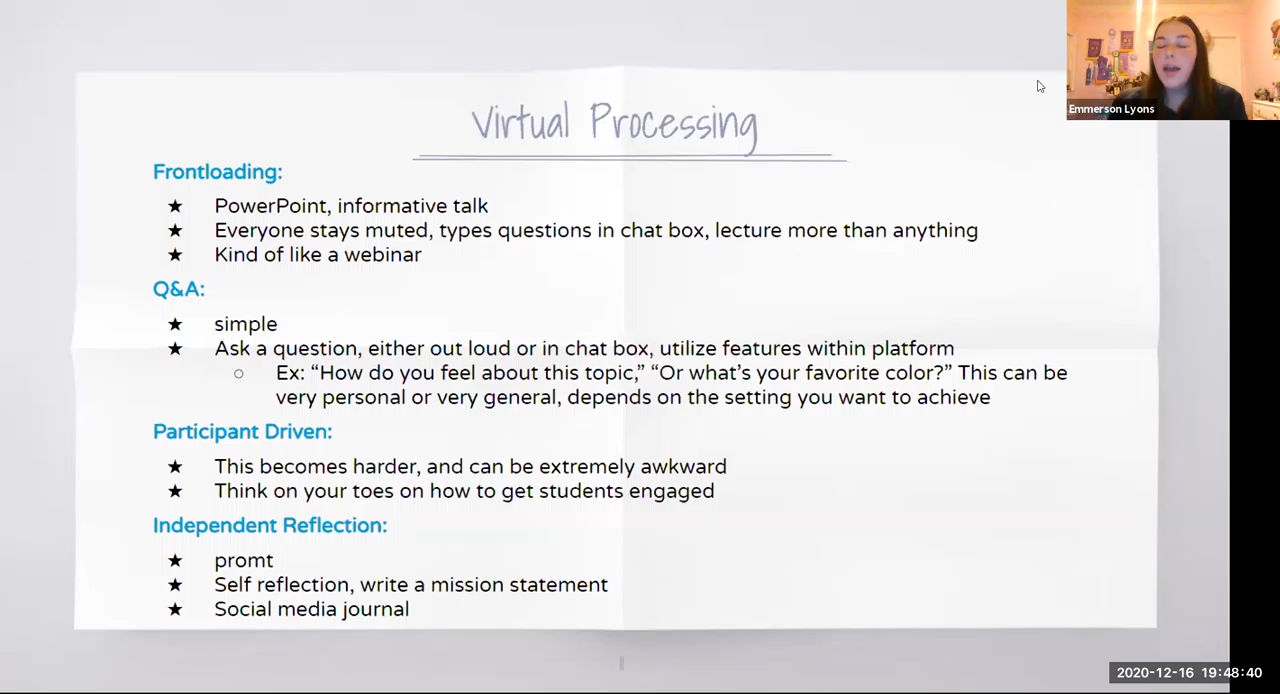 Emmerson Lyons
Virtual Processing
Frontloading:
★ PowerPoint, informative talk
★ Everyone stays muted, types questions in chat box, lecture more than anything
★ Kind of like a webinar
Q&A:
★ simple
★ Ask a question, either out loud or in chat box, utilize features within platform
○ Ex: “How do you feel about this topic,” “Or what’s your favorite color?” This can be
very personal or very general, depends on the setting you want to achieve
Participant Driven:
★ This becomes harder, and can be extremely awkward
★ Think on your toes on how to get students engaged
Independent Reflection:
★ promt
★ Self reflection, write a mission statement
★ Social media journal
2020-12-16 19:48:40